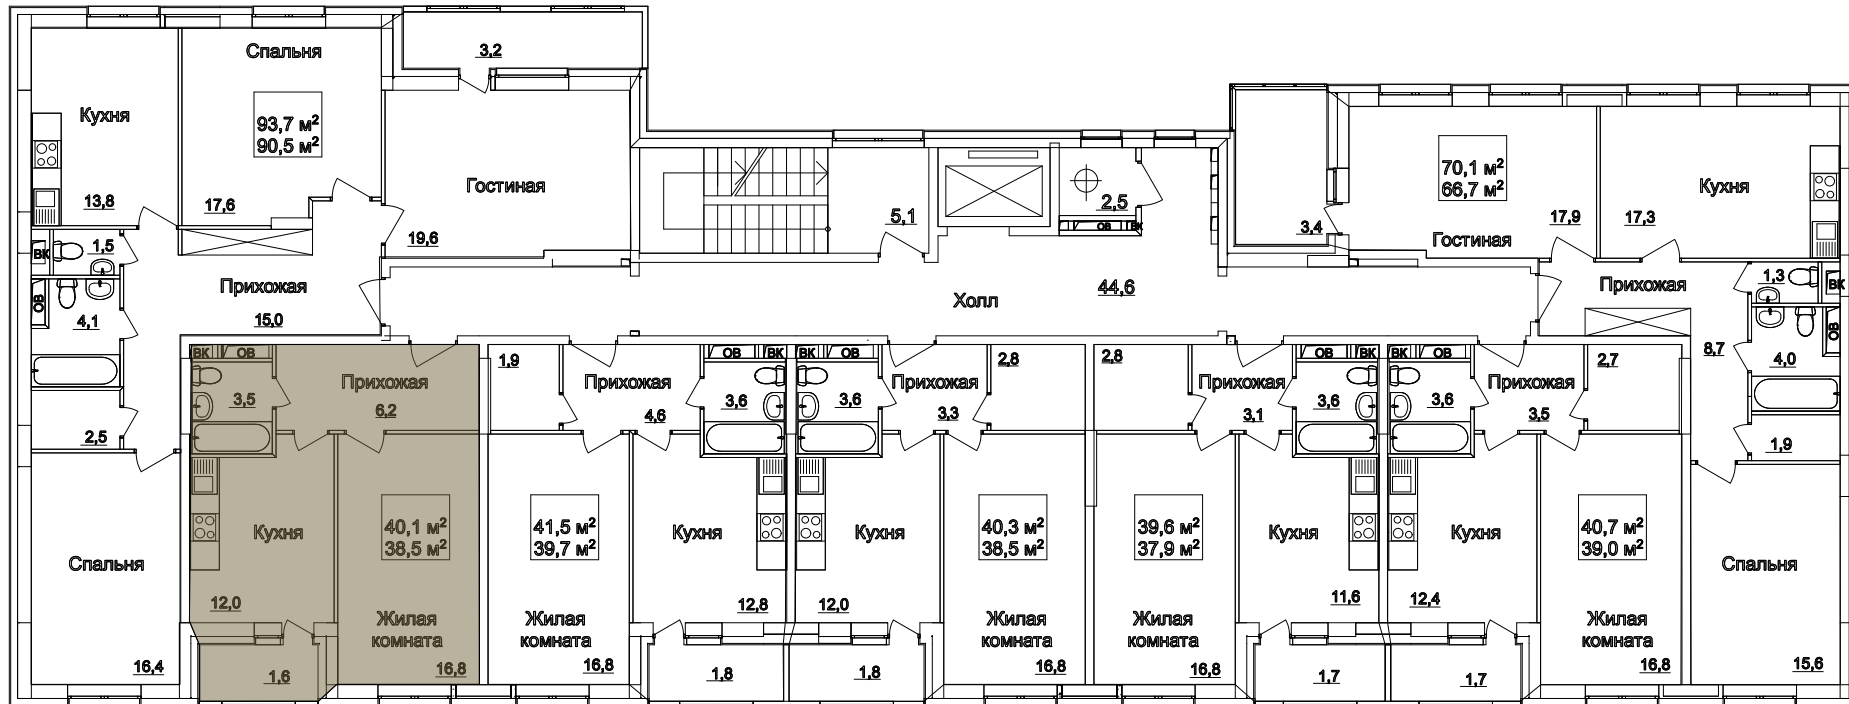 Спальня
3,2
Кухня
93,7 м²
90,5 м²
13,8
17,6
Гостиная
19,6
5,1
2,5
ОВ
ВК
3,4
70,1 м²
66,7 м²
17,9
Гостиная
Кухня
17,3
ВК
1,5
ОВ
4,1
Прихожая
15,0
Холл
44,6
Прихожая
1,3
ВК
ОВ
8,7
4,0
2,5
1,9
ВК
ОВ
3,5
Прихожая
6,2
1,9
Прихожая
4,6
ОВ
ВК
3,6
ВК
ОВ
3,6
Прихожая
3,3
2,8
2,8
Прихожая
3,1
ОВ
ВК
3,6
ВК
ОВ
3,6
Прихожая
3,5
2,7
Спальня
16,4
Кухня
12,0
40,1 м²
38,5 м²
Жилая
комната
16,8
1,6
41,5 м²
39,7 м²
Жилая
комната
16,8
Кухня
12,8
1,8
Кухня
12,0
1,8
40,3 м²
38,5 м²
Жилая
комната
16,8
39,6 м²
37,9 м²
Жилая
комната
16,8
Кухня
11,6
1,7
Кухня
12,4
1,7
40,7 м²
39,0 м²
Жилая
комната
16,8
Спальня
15,6